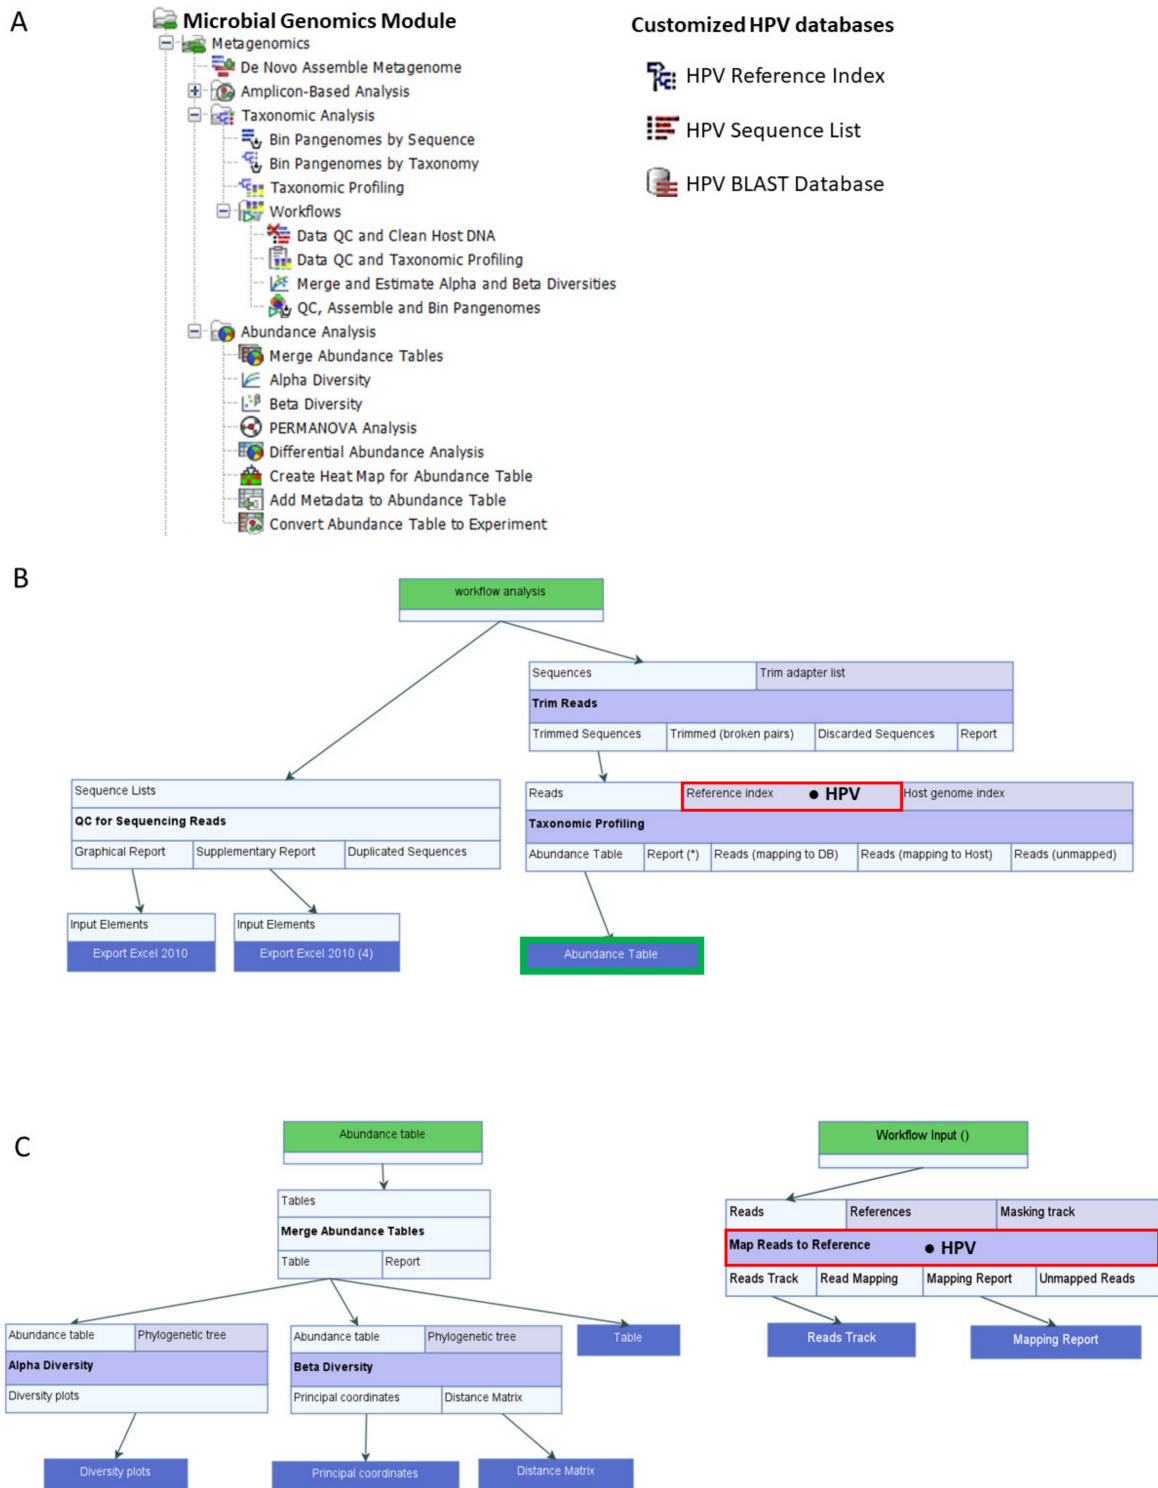 A
Microbial Genomics Module
Metagenomics
De Novo Assemble Metagenome
Amplicon-Based Analysis
Taxonomic Analysis
Bin Pangenomes by Sequence
Bin Pangenomes by Taxonomy
Taxonomic Profiling
Workflows
Data QC and Clean Host DNA
Data QC and Taxonomic Profiling
Merge and Estimate Alpha and Beta Diversities
QC, Assemble and Bin Pangenomes
Abundance Analysis
Merge Abundance Tables
Alpha Diversity
Beta Diversity
PERMANOVA Analysis
Differential Abundance Analysis
Create Heat Map for Abundance Table
Add Metadata to Abundance Table
Convert Abundance Table to Experiment
Customized HPV databases
HPV Reference Index
HPV Sequence List
HPV BLAST Database
B
workflow analysis
Sequences Trim adapter list
Trim Reads
Trimmed Sequences Trimmed (broken pairs) Discarded Sequences Report
Sequence Lists
QC for Sequencing Reads
Graphical Report Supplementary Report Duplicated Sequences
Reads Reference index • HPV Host genome index
Taxonomic Profiling
Abundance Table Report (*) Reads (mapping to DB) Reads (mapping to Host) Reads (unmapped)
Input Elements
Export Excel 2010
Input Elements
Export Excel 2010 (4)
Abundance Table
C
Abundance table
Tables
Merge Abundance Tables
Table Report
Abundance table Phylogenetic tree
Alpha Diversity
Diversity plots
Abundance table Phylogenetic tree
Beta Diversity
Principal coordinates Distance Matrix
Table
Diversity plots
Principal coordinates
Distance Matrix
Workflow Input ()
Reads References Masking track
Map Reads to Reference • HPV
Reads Track Read Mapping Mapping Report Unmapped Reads
Reads Track
Mapping Report